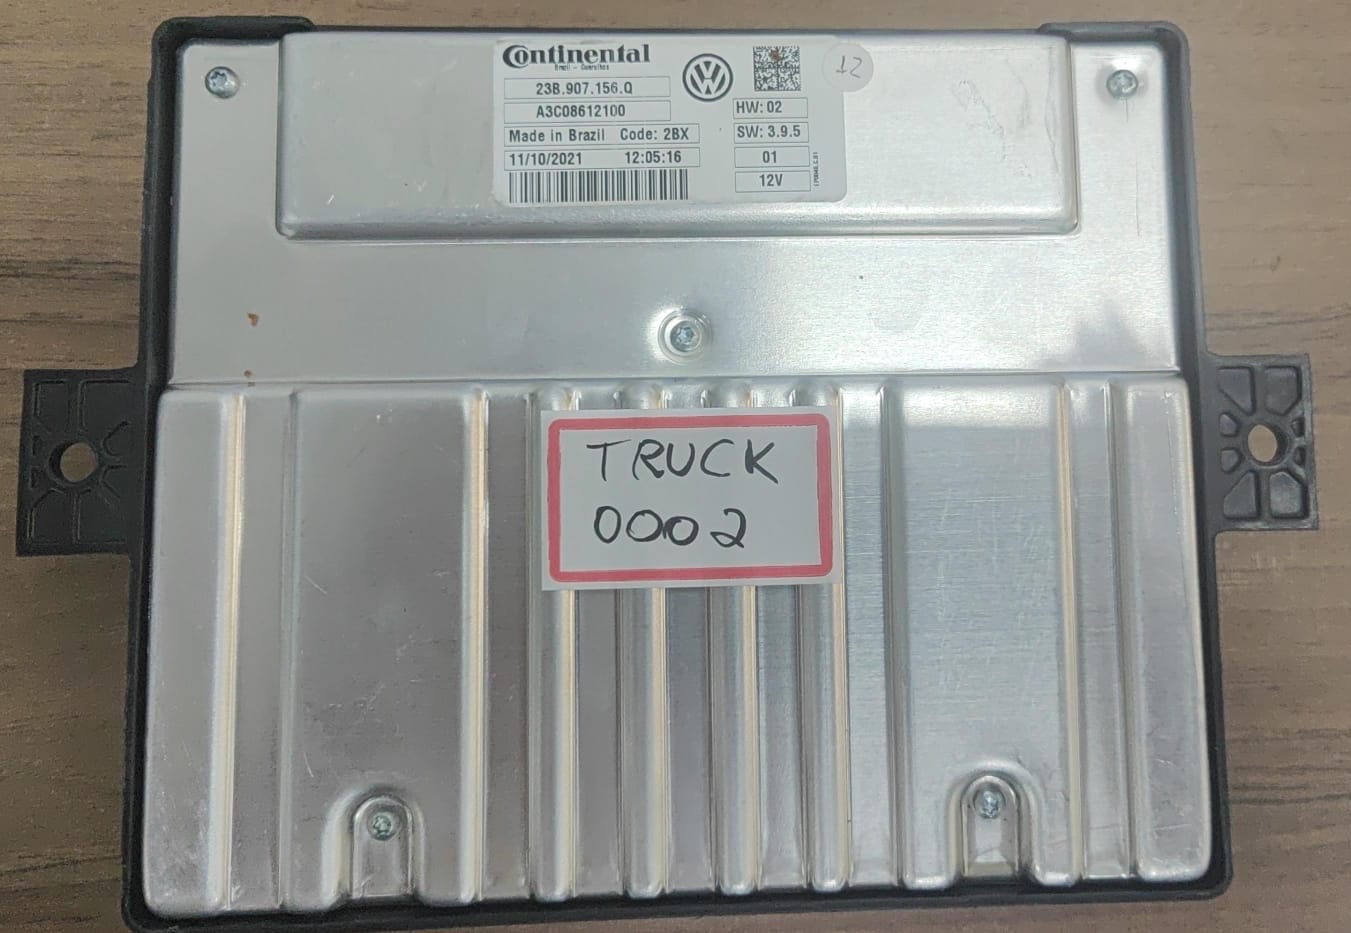 Continental
Brazil - Guarulhos
23B.907.156.Q
A3C08612100
Made in Brazil Code: 2BX
11/10/2021 12:05:16
HW: 02
SW: 3.9.5
01
12V
12
TRUCK
0002